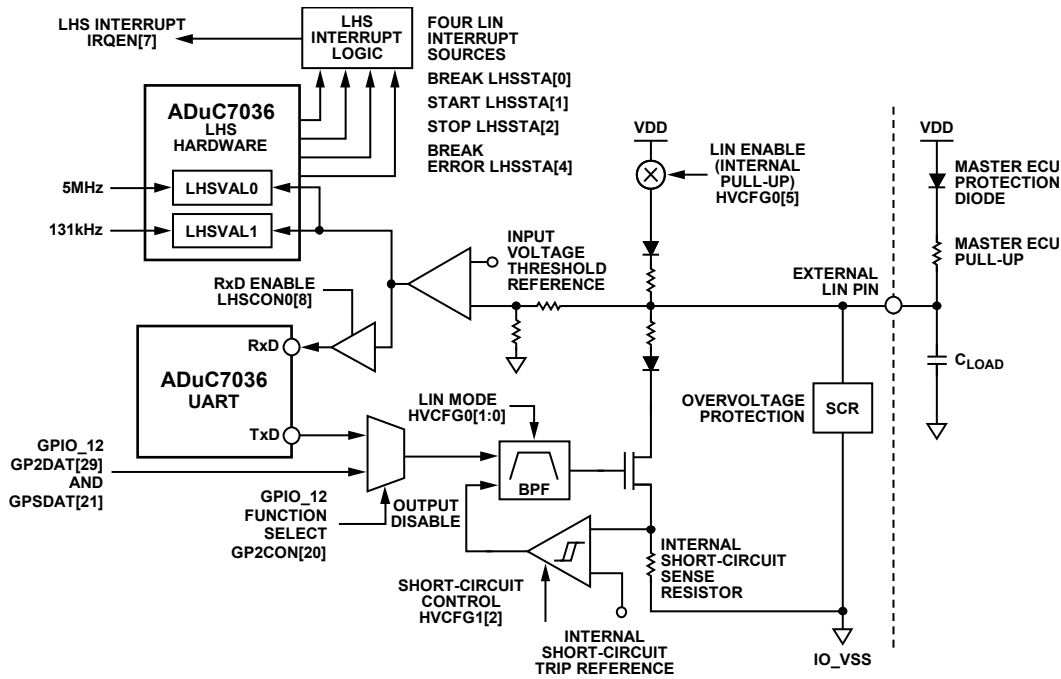 LHS INTERRUPT
IRQEN[7]
LHS
INTERRUPT
LOGIC
FOUR LIN
INTERRUPT
SOURCES
BREAK LHSSTA[0]
START LHSSTA[1]
STOP LHSSTA[2]
BREAK
ERROR LHSSTA[4]
ADuC7036
LHS
HARDWARE
5MHz
LHSVAL0
131kHz
LHSVAL1
VDD
LIN ENABLE
(INTERNAL
PULL-UP)
HVCFG0[5]
VDD
MASTER ECU
PROTECTION
DIODE
MASTER ECU
PULL-UP
INPUT
VOLTAGE
THRESHOLD
REFERENCE
EXTERNAL
LIN PIN
RxD ENABLE
LHSCON0[8]
RxD
ADuC7036
UART
TxD
CLOAD
LIN MODE
HVCFG0[1:0]
OVERVOLTAGE
PROTECTION
SCR
BPF
GPIO_12
GP2DAT[29]
AND
GPSDAT[21]
GPIO_12
FUNCTION
SELECT
GP2CON[20]
OUTPUT
DISABLE
INTERNAL
SHORT-CIRCUIT
SENSE
RESISTOR
SHORT-CIRCUIT
CONTROL
HVCFG1[2]
INTERNAL
SHORT-CIRCUIT
TRIP REFERENCE
IO_VSS